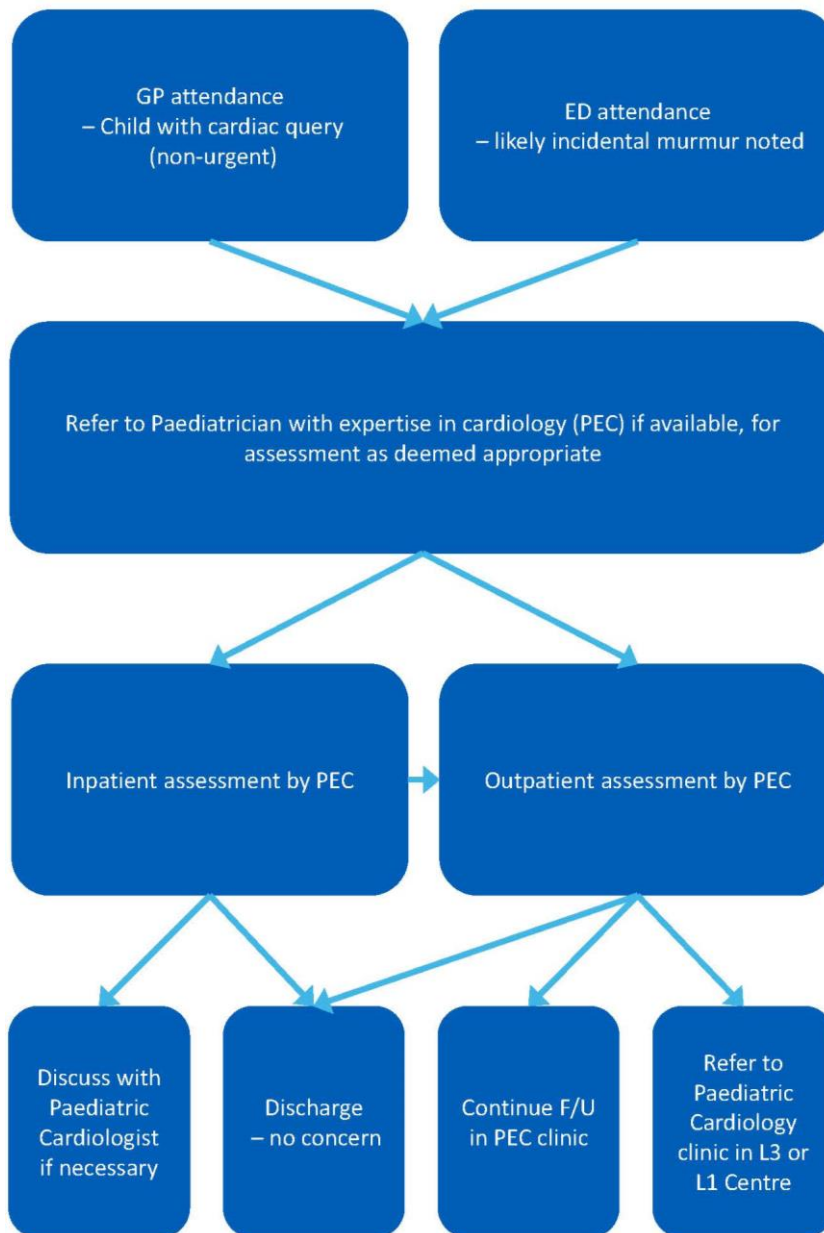 GP attendance
– Child with cardiac query
(non-urgent)
ED attendance
– likely incidental murmur noted
Refer to Paediatrician with expertise in cardiology (PEC) if available, for
assessment as deemed appropriate
Inpatient assessment by PEC
Outpatient assessment by PEC
Discuss with
Paediatric
Cardiologist
if necessary
Discharge
– no concern
Continue F/U
in PEC clinic
Refer to
Paediatric
Cardiology
clinic in L3 or
L1 Centre